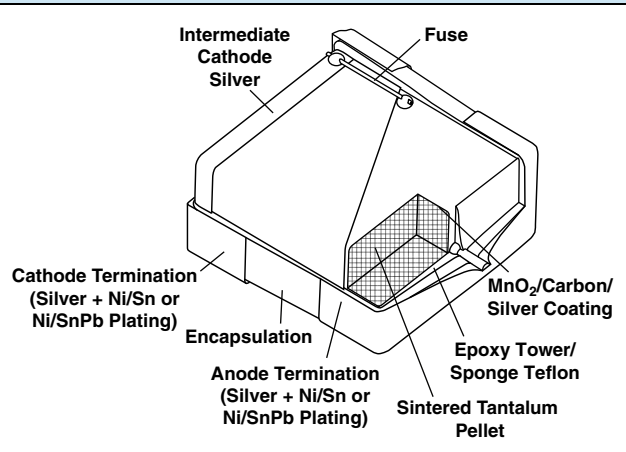 Intermediate
Cathode
Silver
Fuse
Cathode Termination
(Silver + Ni/Sn or
Ni/SnPb Plating)
Encapsulation
Anode Termination
(Silver + Ni/Sn or
Ni/SnPb Plating)
MnO₂/Carbon/
Silver Coating
Epoxy Tower/
Sponge Teflon
Sintered Tantalum
Pellet